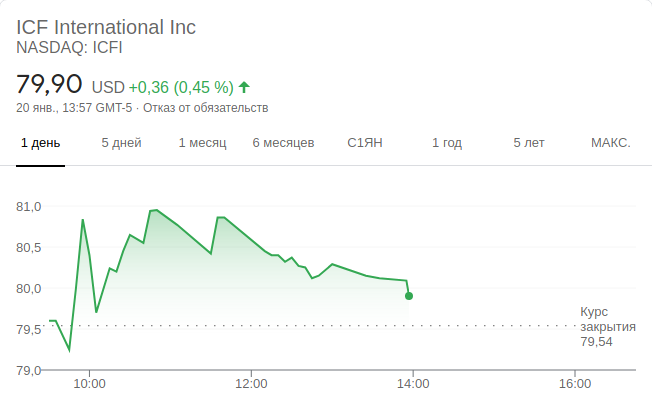 ICF International Inc
NASDAQ: ICFI
79,90 USD +0,36 (0,45 %)
20 янв., 13:57 GMT-5 · Отказ от обязательств
1 день 5 дней 1 месяц 6 месяцев С1ЯН 1 год 5 лет МАКС.
81,0
80,5
80,0
79,5
79,0
Курс
закрытия
79,54
10:00 12:00 14:00 16:00